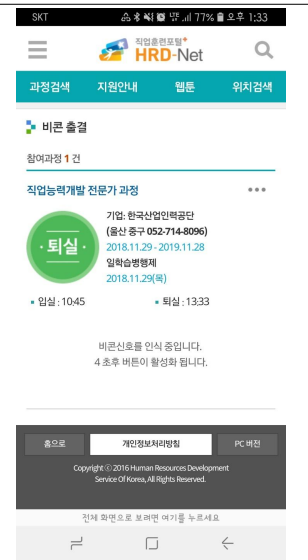 SKT 77% 오후 1:33
직업훈련포털+
HRD-Net
과정검색 지원안내 웹툰 위치검색
비콘 출결
참여과정 1 건
직업능력개발 전문가 과정
기업: 한국산업인력공단
(울산 중구 052-714-8096)
2018.11.29 - 2019.11.28
일학습병행제
2018.11.29(목)
· 퇴실 ·
▪ 입실 : 10:45 ▪ 퇴실 : 13:33
비콘신호를 인식 중입니다.
4 초후 버튼이 활성화 됩니다.
홈으로 개인정보처리방침 PC 버전
Copyright ⓒ 2016 Human Resources Development
Service Of Korea, All Rights Reserved.
전체 화면으로 보려면 여기를 누르세요.